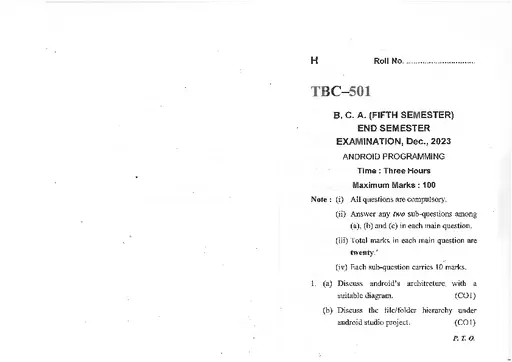 H Roll No. ..............................
TBC–501
B. C. A. (FIFTH SEMESTER)
END SEMESTER
EXAMINATION, Dec., 2023
ANDROID PROGRAMMING
Time : Three Hours
Maximum Marks : 100
Note : (i) All questions are compulsory.
(ii) Answer any two sub-questions among
(a), (b) and (c) in each main question.
(iii) Total marks in each main question are
twenty.
(iv) Each sub-question carries 10 marks.
1. (a) Discuss android's architecture with a
suitable diagram. (CO1)
(b) Discuss the file/folder hierarchy under
android studio project. (CO1)
P. T. O.